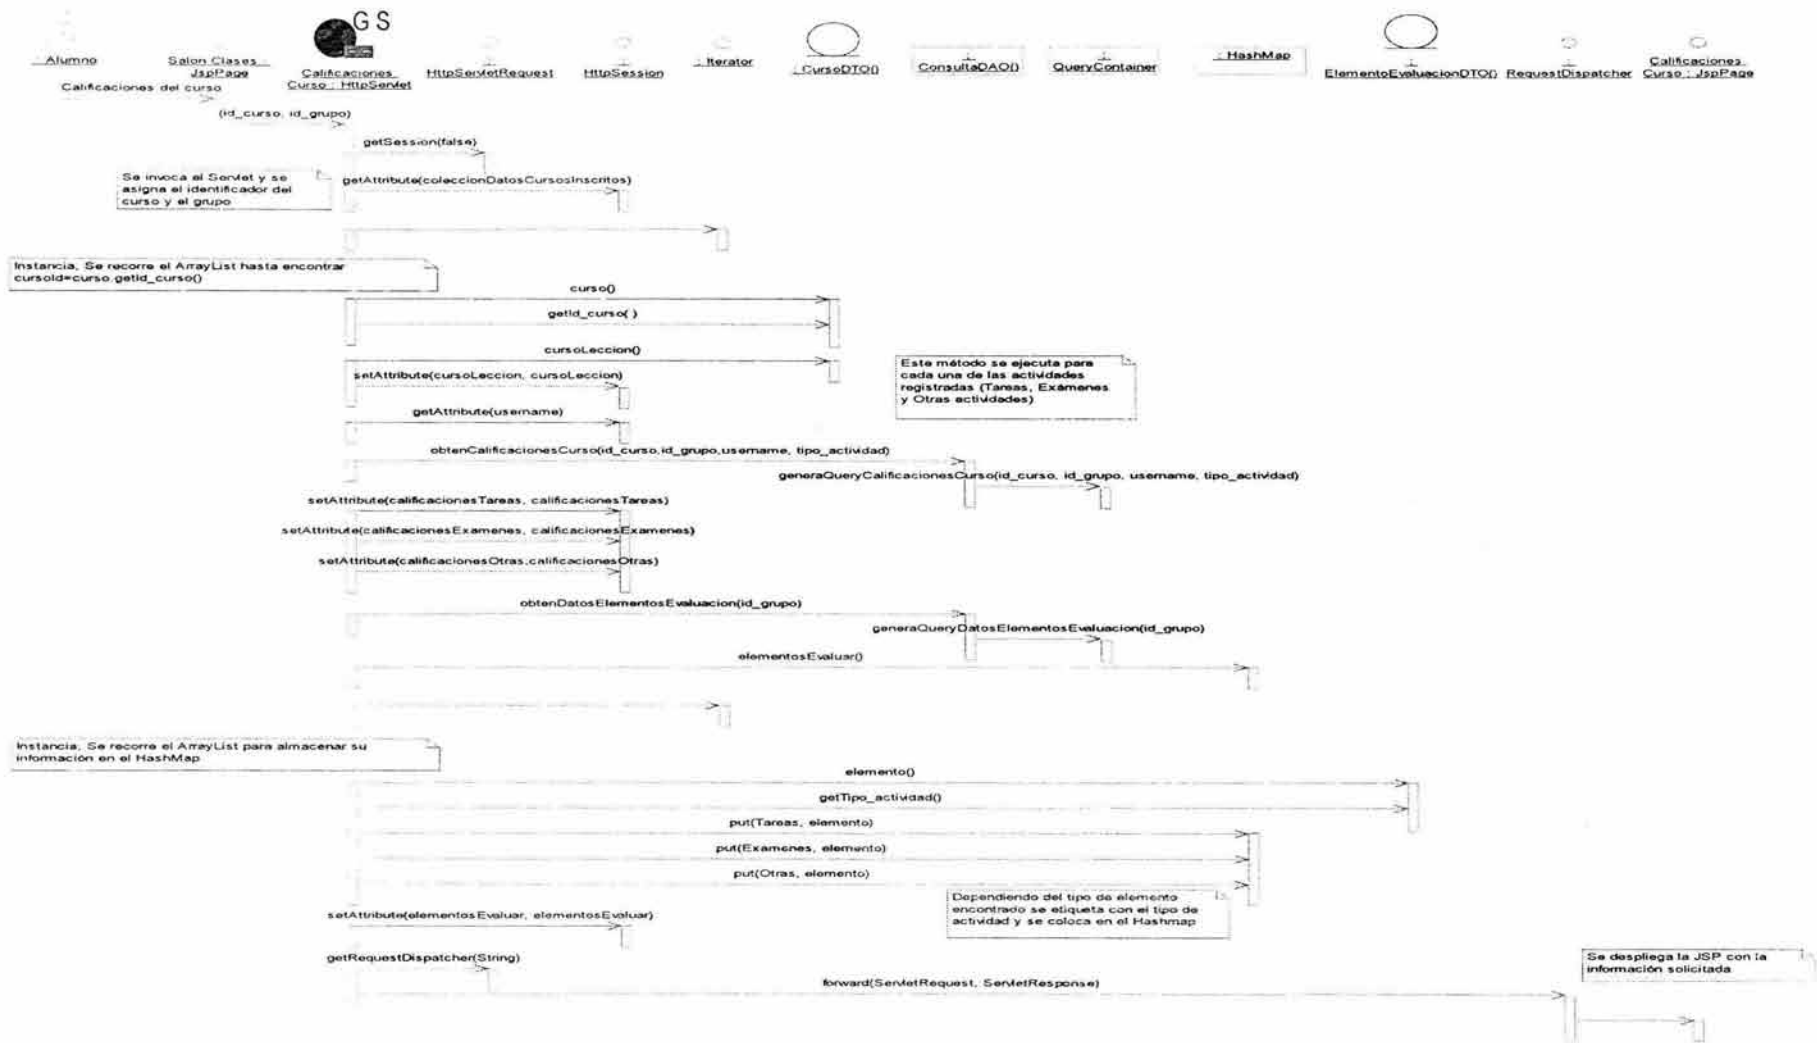 G S
: Alumno
Salon Clases :
JspPage
Calificaciones
Curso : HttpServlet
HttpServletRequest
HttpSession
: Iterator
: CursoDTO()
ConsultaDAO()
QueryContainer
: HashMap
ElementoEvaluacionDTO()
RequestDispatcher
Calificaciones
Curso : JspPage
Calificaciones del curso
(id_curso, id_grupo)
getSession(false)
Se invoca el Servlet y se
asigna el identificador del
curso y el grupo
getAttribute(coleccionDatosCursosInscritos)
Instancia, Se recorre el ArrayList hasta encontrar
cursoId=curso.getId_curso()
curso()
getId_curso( )
cursoLeccion()
Este método se ejecuta para
cada una de las actividades
registradas (Tareas, Exámenes
y Otras actividades)
setAttribute(cursoLeccion, cursoLeccion)
getAttribute(username)
obtenCalificacionesCurso(id_curso,id_grupo,username, tipo_actividad)
generaQueryCalificacionesCurso(id_curso, id_grupo, username, tipo_actividad)
setAttribute(calificacionesTareas, calificacionesTareas)
setAttribute(calificacionesExamenes, calificacionesExamenes)
setAttribute(calificacionesOtras,calificacionesOtras)
obtenDatosElementosEvaluacion(id_grupo)
generaQueryDatosElementosEvaluacion(id_grupo)
elementosEvaluar()
Instancia, Se recorre el ArrayList para almacenar su
información en el HashMap
elemento()
getTipo_actividad()
put(Tareas, elemento)
put(Examenes, elemento)
put(Otras, elemento)
Dependiendo del tipo de elemento
encontrado se etiqueta con el tipo de
actividad y se coloca en el Hashmap
setAttribute(elementosEvaluar, elementosEvaluar)
getRequestDispatcher(String)
forward(ServletRequest, ServletResponse)
Se despliega la JSP con la
información solicitada